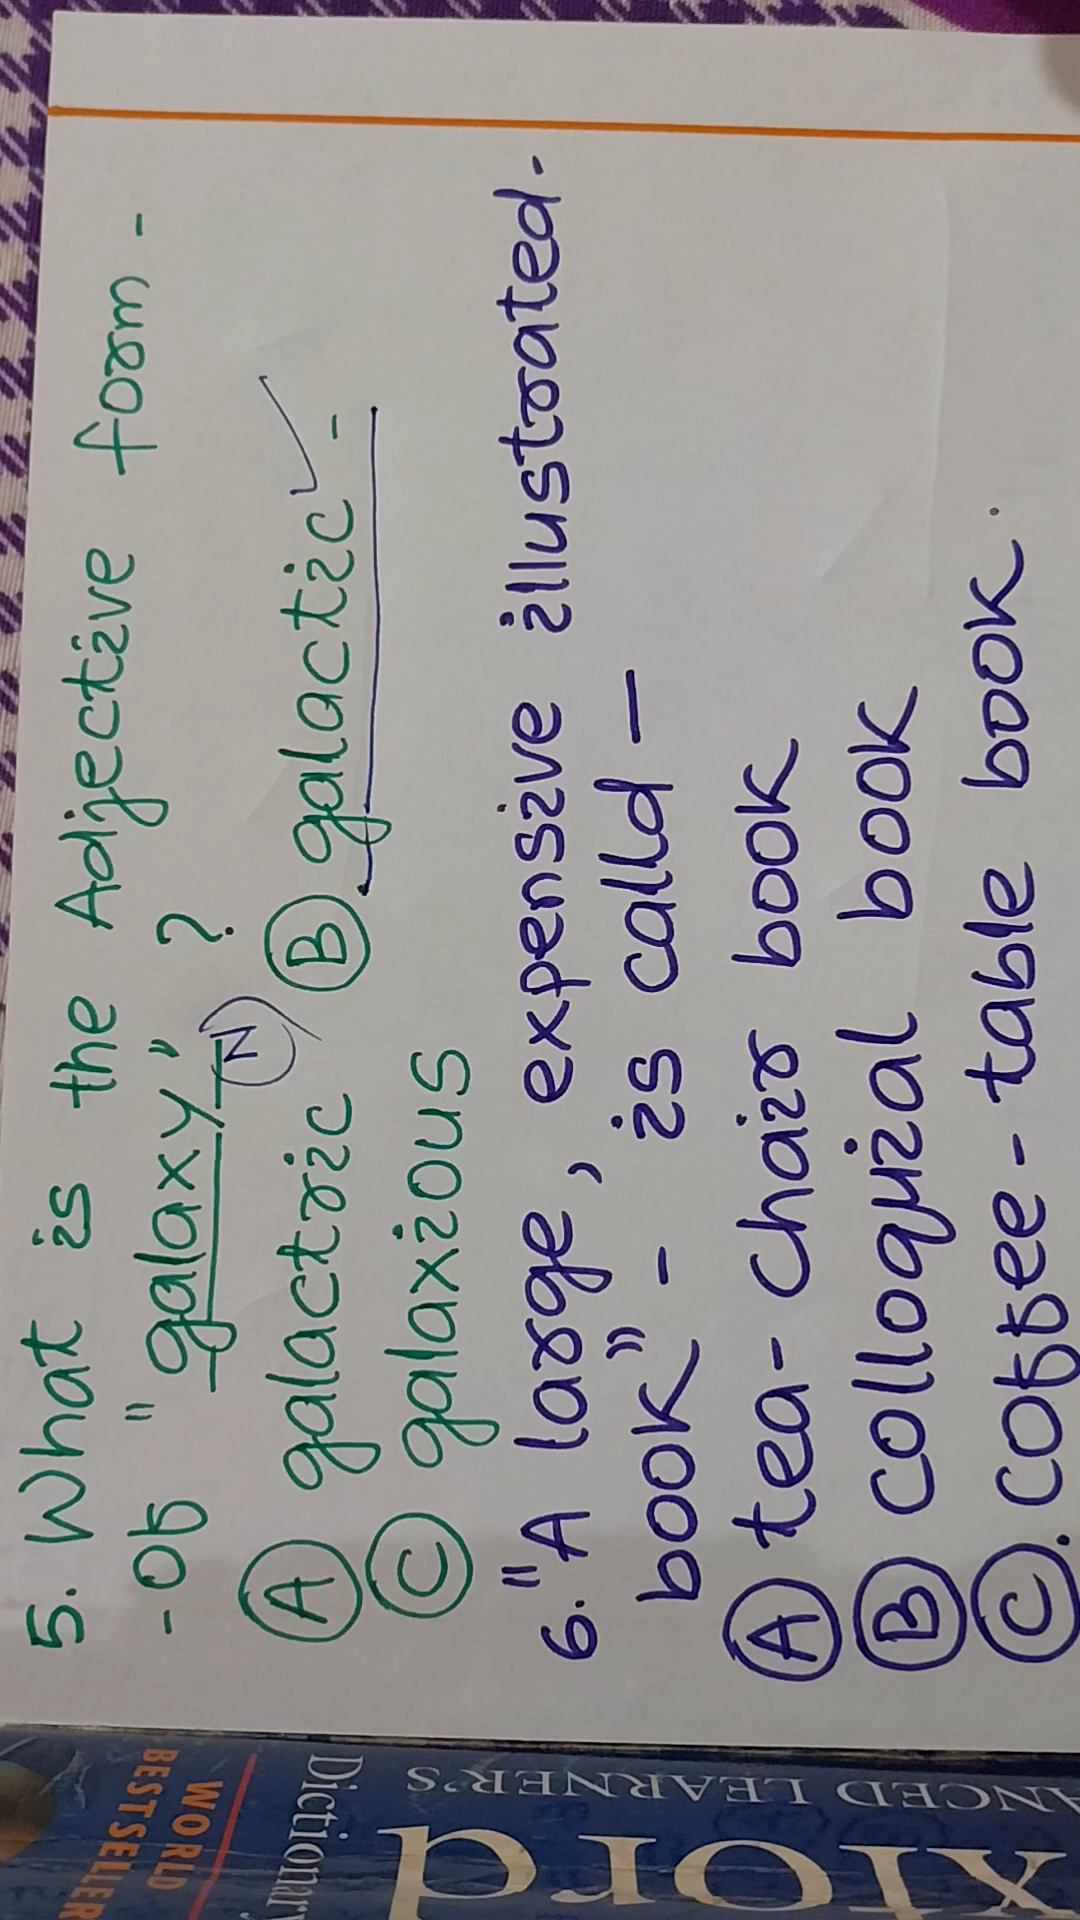 5. What is the Adjective form -
- of "galaxy" ?
N
A galactric B galactic -
C galaxious
6. "A large, expensive illustrated -
book" - is calld —
A tea - chair book
B colloquial book
C. coffee - table book.
xford
ANCED LEARNER'S
Dictionary
WORLD
BESTSELLER